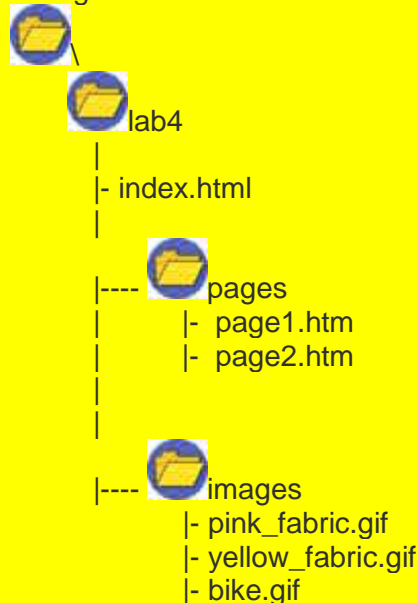 \
lab4
|
|- index.html
|
|---- pages
| |- page1.htm
| |- page2.htm
|
|
|---- images
|- pink_fabric.gif
|- yellow_fabric.gif
|- bike.gif